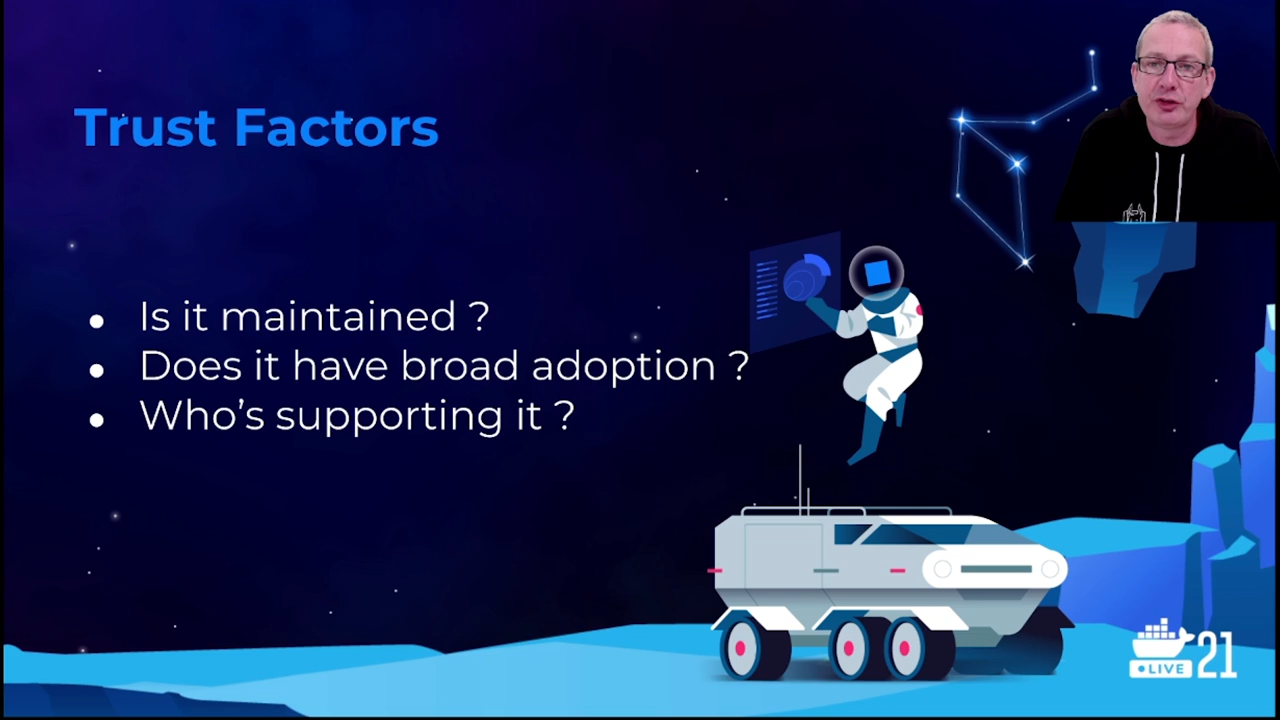 Trust Factors
• Is it maintained ?
• Does it have broad adoption ?
• Who’s supporting it ?
LIVE 21